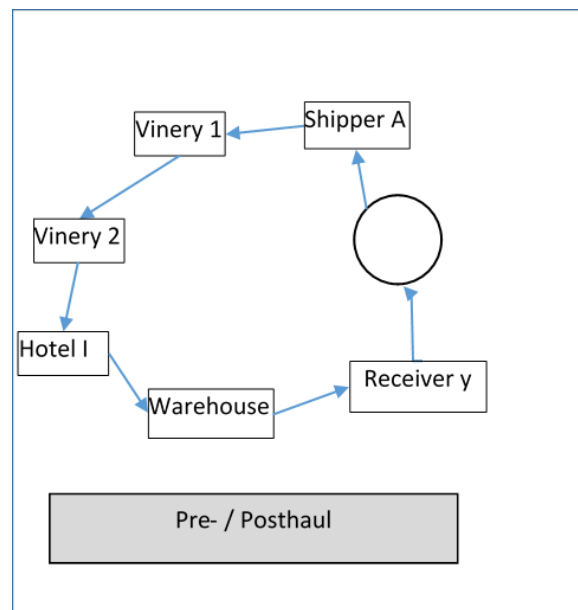 Shipper A
Vinery 1
Vinery 2
Hotel I
Warehouse
Receiver y
Pre- / Posthaul